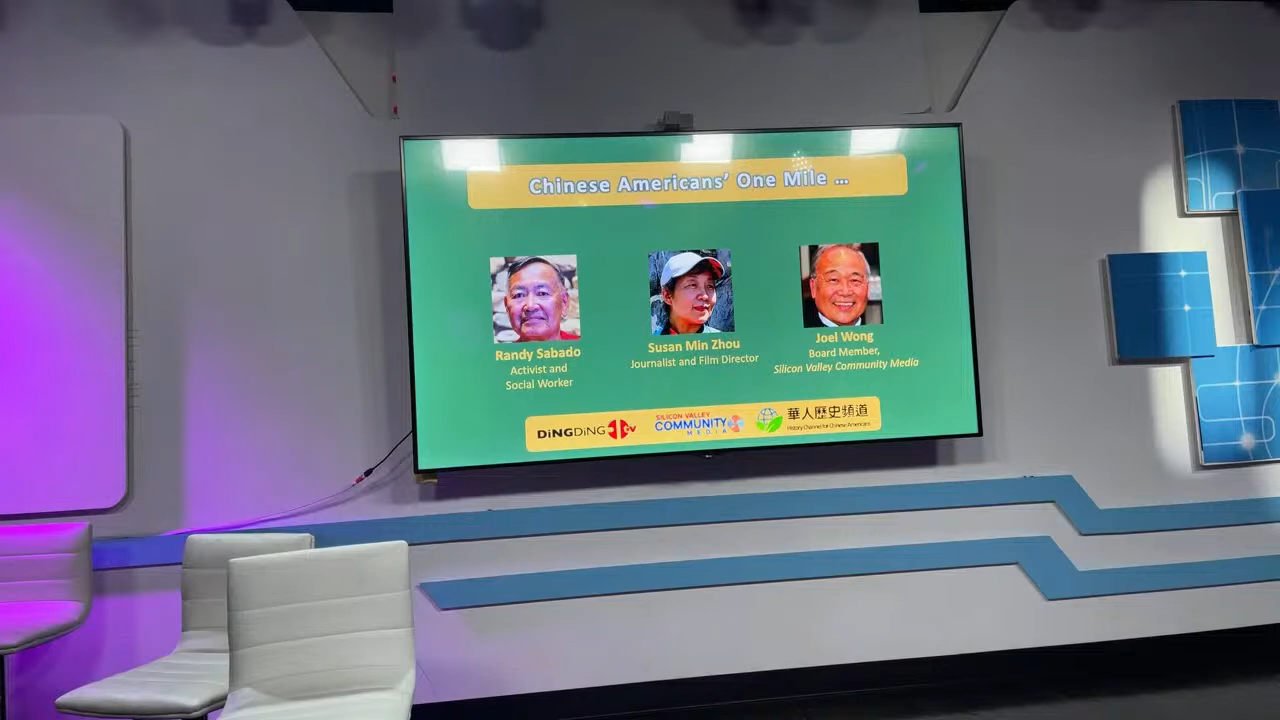 Chinese Americans' One Mile ...
Randy Sabado
Activist and
Social Worker
Susan Min Zhou
Journalist and Film Director
Joel Wong
Board Member,
Silicon Valley Community Media
DiNGDiNG TV
SILICON VALLEY
COMMUNITY
MEDIA
華人歷史頻道
History Channel for Chinese Americans